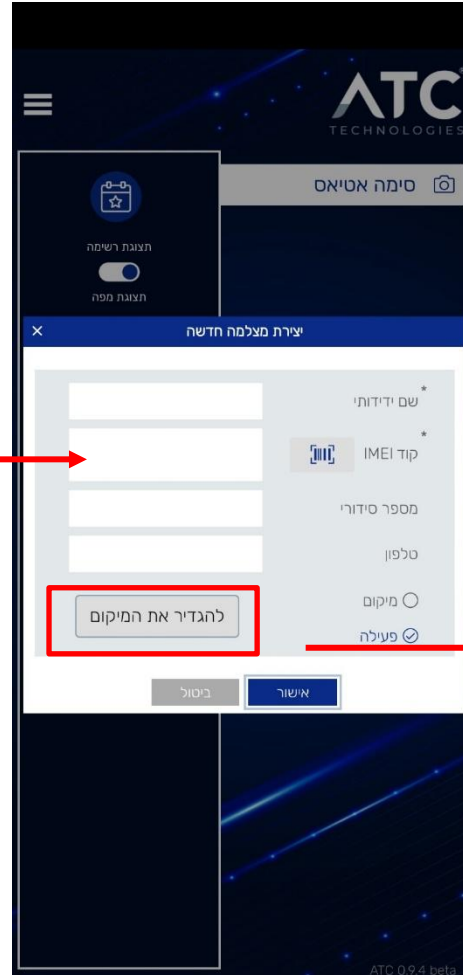 ATC
TECHNOLOGIES
סימה אטיאס
תצוגת רשימה
תצוגת מפה
יצירת מצלמה חדשה
×
* שם ידידותי
* קוד IMEI
מספר סידורי
טלפון
מיקום
להגדיר את המיקום
פעילה
אישור
ביטול
ATC 0.9.4 beta